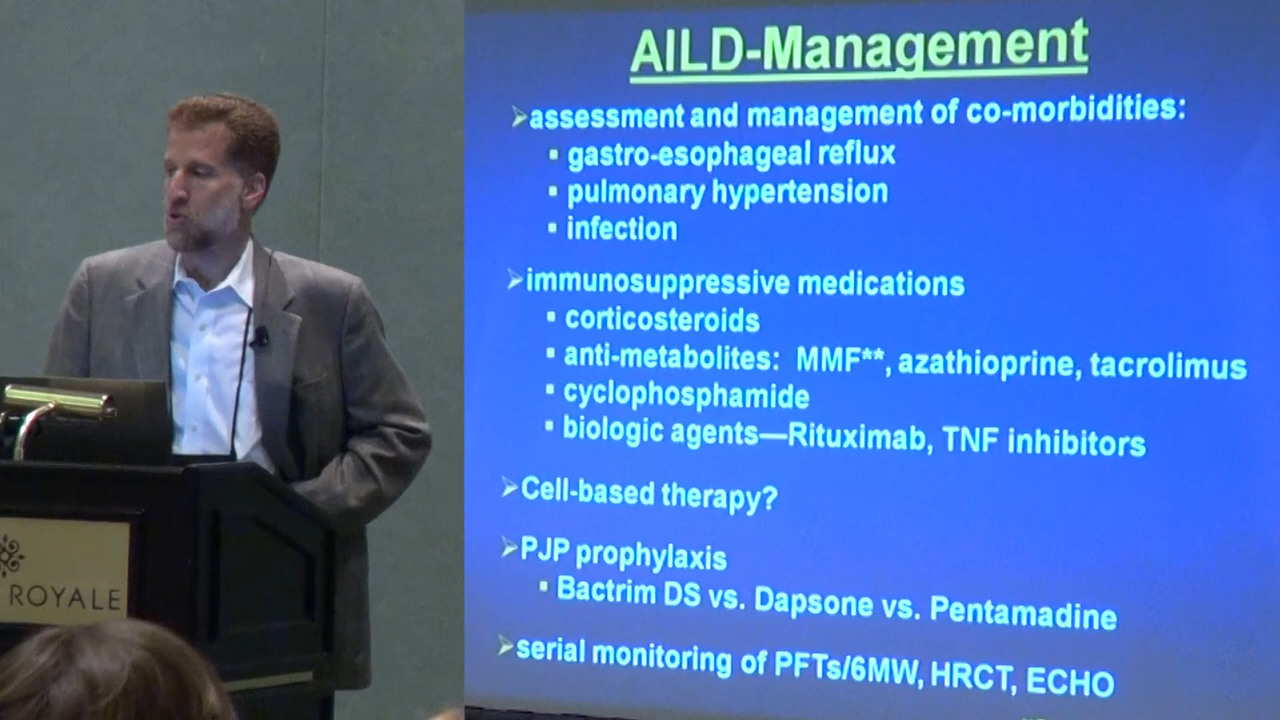 AILD-Management
➢assessment and management of co-morbidities:
▪ gastro-esophageal reflux
▪ pulmonary hypertension
▪ infection
➢immunosuppressive medications
▪ corticosteroids
▪ anti-metabolites: MMF**, azathioprine, tacrolimus
▪ cyclophosphamide
▪ biologic agents—Rituximab, TNF inhibitors
➢Cell-based therapy?
➢PJP prophylaxis
▪ Bactrim DS vs. Dapsone vs. Pentamadine
➢serial monitoring of PFTs/6MW, HRCT, ECHO
ROYALE